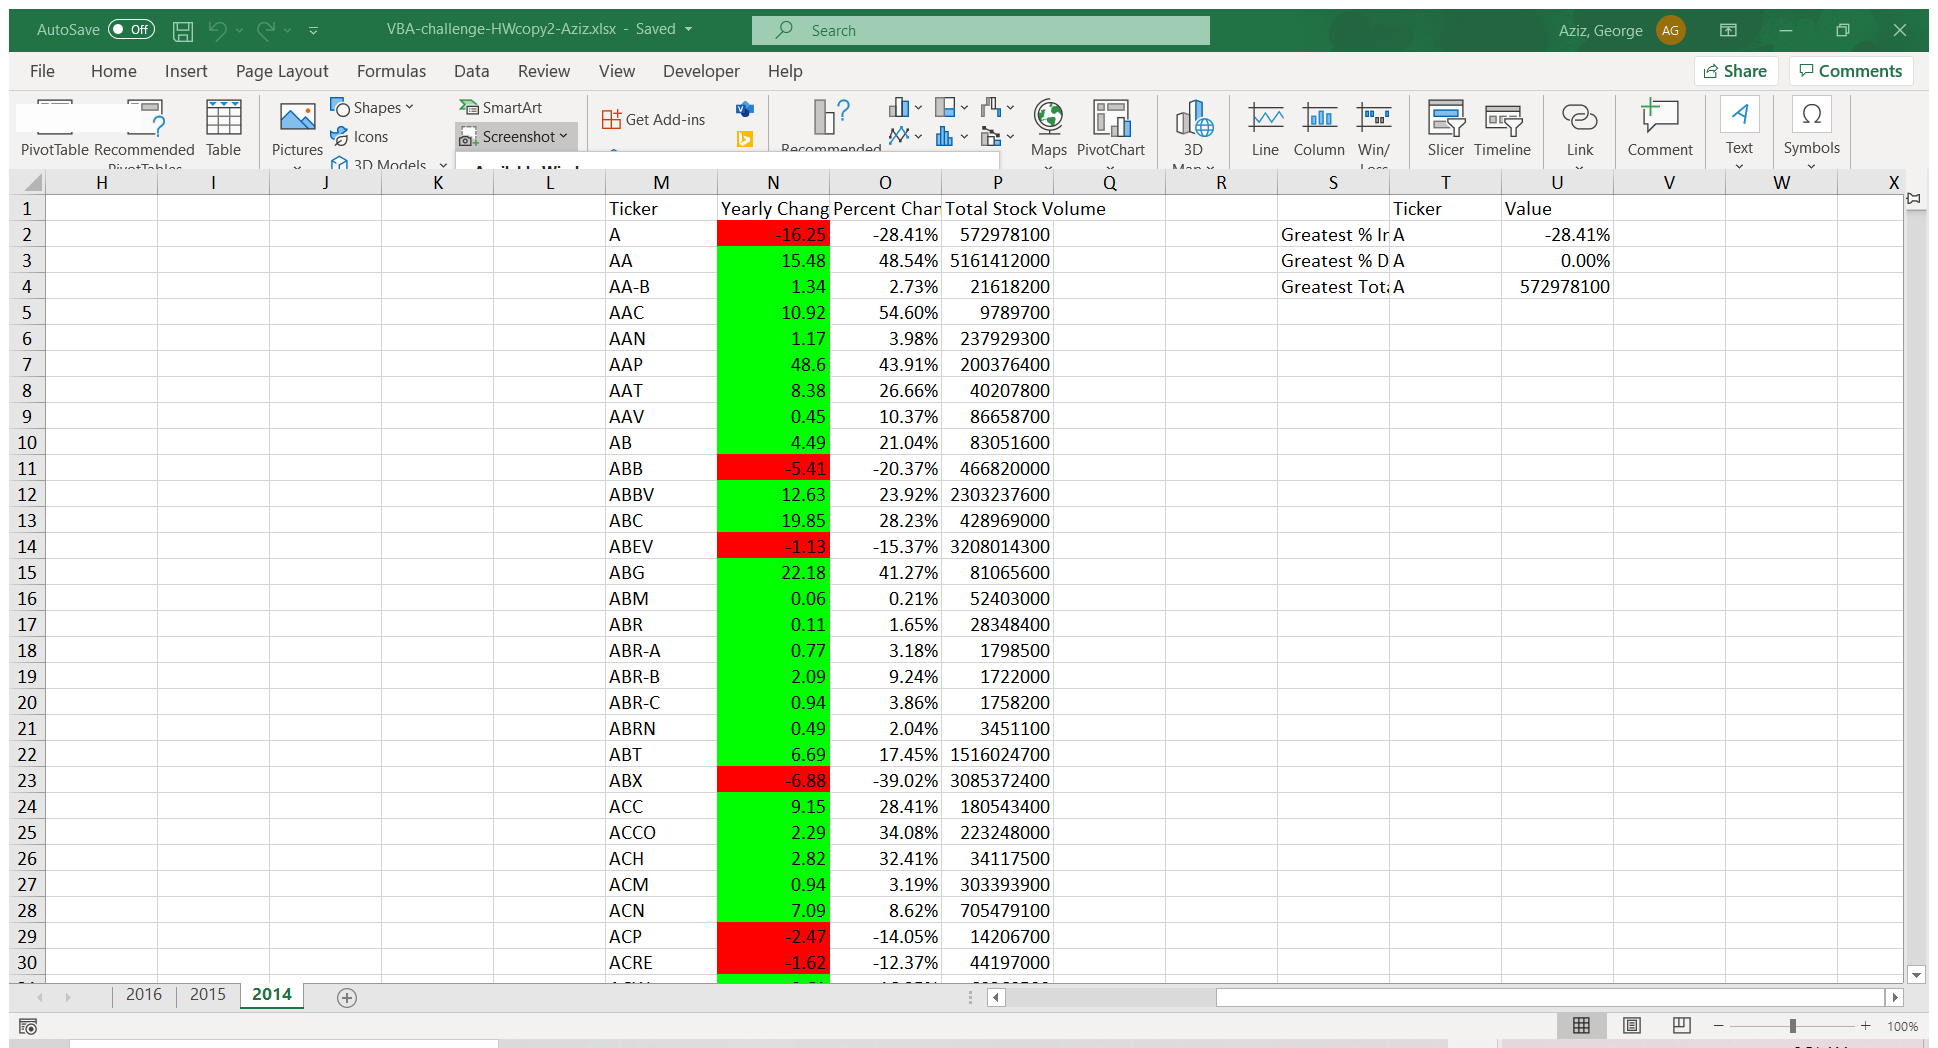 AutoSave Off VBA-challenge-HWcopy2-Aziz.xlsx - Saved Search Aziz, George AG
File Home Insert Page Layout Formulas Data Review View Developer Help Share Comments
Shapes SmartArt
Get Add-ins
Icons Screenshot
PivotTable Recommended Table Pictures Recommended Maps PivotChart 3D Line Column Win/ Slicer Timeline Link Comment Text Symbols
3D Models
H I J K L M N O P Q R S T U V W X
1 Ticker Yearly Chang Percent Char Total Stock Volume Ticker Value
2 A -16.25 -28.41% 572978100 Greatest % Ir A -28.41%
3 AA 15.48 48.54% 5161412000 Greatest % D A 0.00%
4 AA-B 1.34 2.73% 21618200 Greatest Tota A 572978100
5 AAC 10.92 54.60% 9789700
6 AAN 1.17 3.98% 237929300
7 AAP 48.6 43.91% 200376400
8 AAT 8.38 26.66% 40207800
9 AAV 0.45 10.37% 86658700
10 AB 4.49 21.04% 83051600
11 ABB -5.41 -20.37% 466820000
12 ABBV 12.63 23.92% 2303237600
13 ABC 19.85 28.23% 428969000
14 ABEV -1.13 -15.37% 3208014300
15 ABG 22.18 41.27% 81065600
16 ABM 0.06 0.21% 52403000
17 ABR 0.11 1.65% 28348400
18 ABR-A 0.77 3.18% 1798500
19 ABR-B 2.09 9.24% 1722000
20 ABR-C 0.94 3.86% 1758200
21 ABRN 0.49 2.04% 3451100
22 ABT 6.69 17.45% 1516024700
23 ABX -6.88 -39.02% 3085372400
24 ACC 9.15 28.41% 180543400
25 ACCO 2.29 34.08% 223248000
26 ACH 2.82 32.41% 34117500
27 ACM 0.94 3.19% 303393900
28 ACN 7.09 8.62% 705479100
29 ACP -2.47 -14.05% 14206700
30 ACRE -1.62 -12.37% 44197000
2016 2015 2014
100%